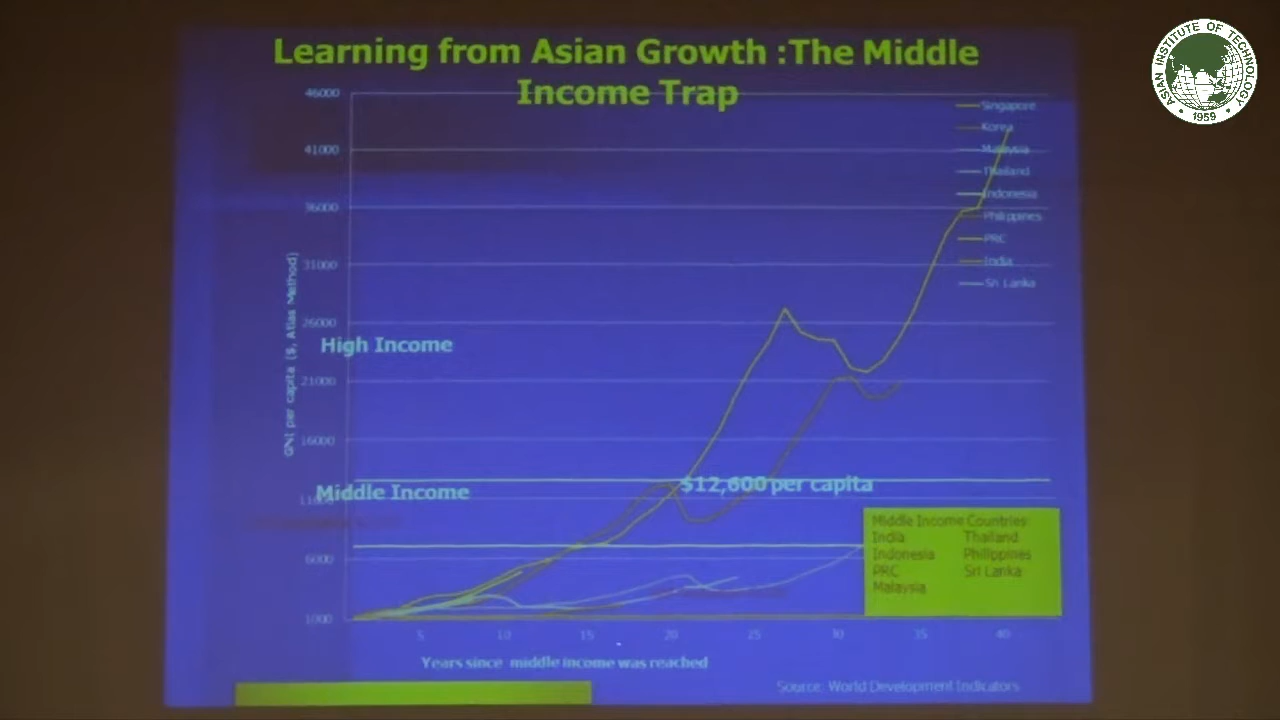 Learning from Asian Growth :The Middle
Income Trap
ASIAN INSTITUTE OF TECHNOLOGY
1959
46000
41000
36000
31000
26000
21000
16000
6000
1000
GNI per capita ($, Atlas Method)
High Income
Middle Income
$12,600 per capita
Singapore
Korea
Malaysia
Thailand
Indonesia
Philippines
PRC
India
Sri Lanka
Middle Income Countries
India Thailand
Indonesia Philippines
PRC Sri Lanka
Malaysia
5 10 15 20 25 30 35 40
Years since middle income was reached
Source: World Development Indicators